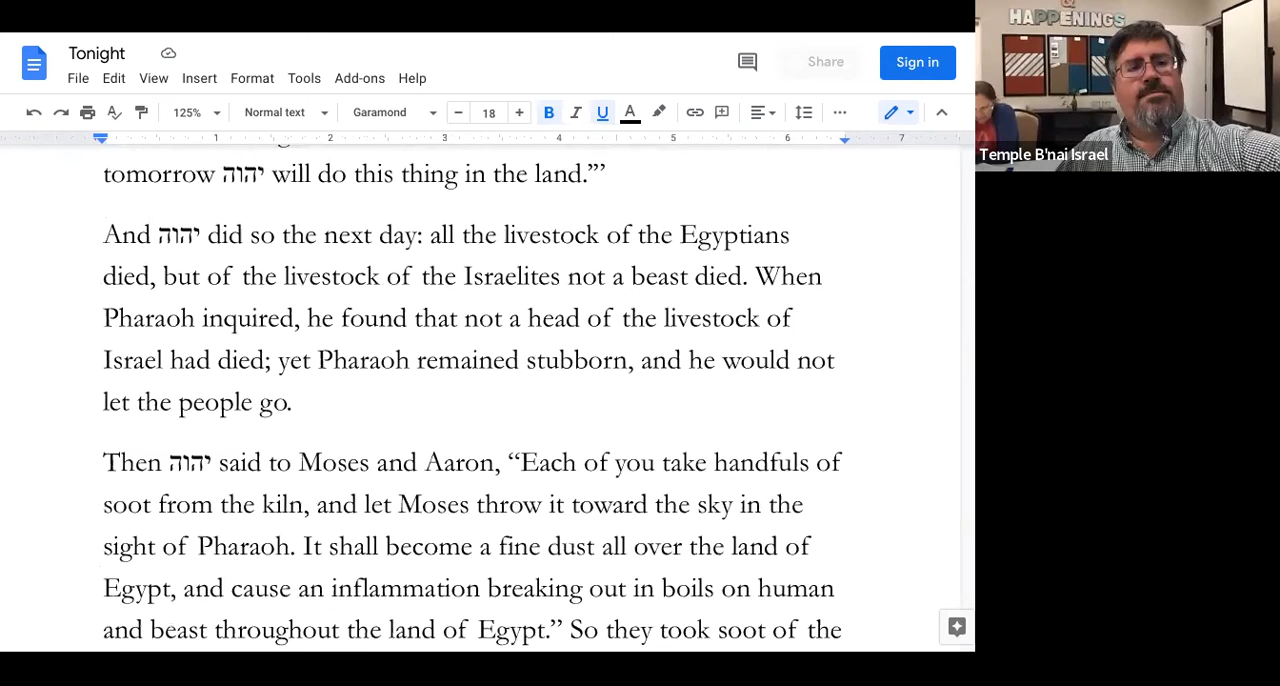 Tonight
File Edit View Insert Format Tools Add-ons Help
Share
Sign in
125% Normal text Garamond − 18 + B I U A
1 2 3 4 5 6 7
tomorrow יהוה will do this thing in the land.’”
And יהוה did so the next day: all the livestock of the Egyptians
died, but of the livestock of the Israelites not a beast died. When
Pharaoh inquired, he found that not a head of the livestock of
Israel had died; yet Pharaoh remained stubborn, and he would not
let the people go.
Then יהוה said to Moses and Aaron, “Each of you take handfuls of
soot from the kiln, and let Moses throw it toward the sky in the
sight of Pharaoh. It shall become a fine dust all over the land of
Egypt, and cause an inflammation breaking out in boils on human
and beast throughout the land of Egypt.” So they took soot of the
& 
HAPPENINGS
Temple B'nai Israel